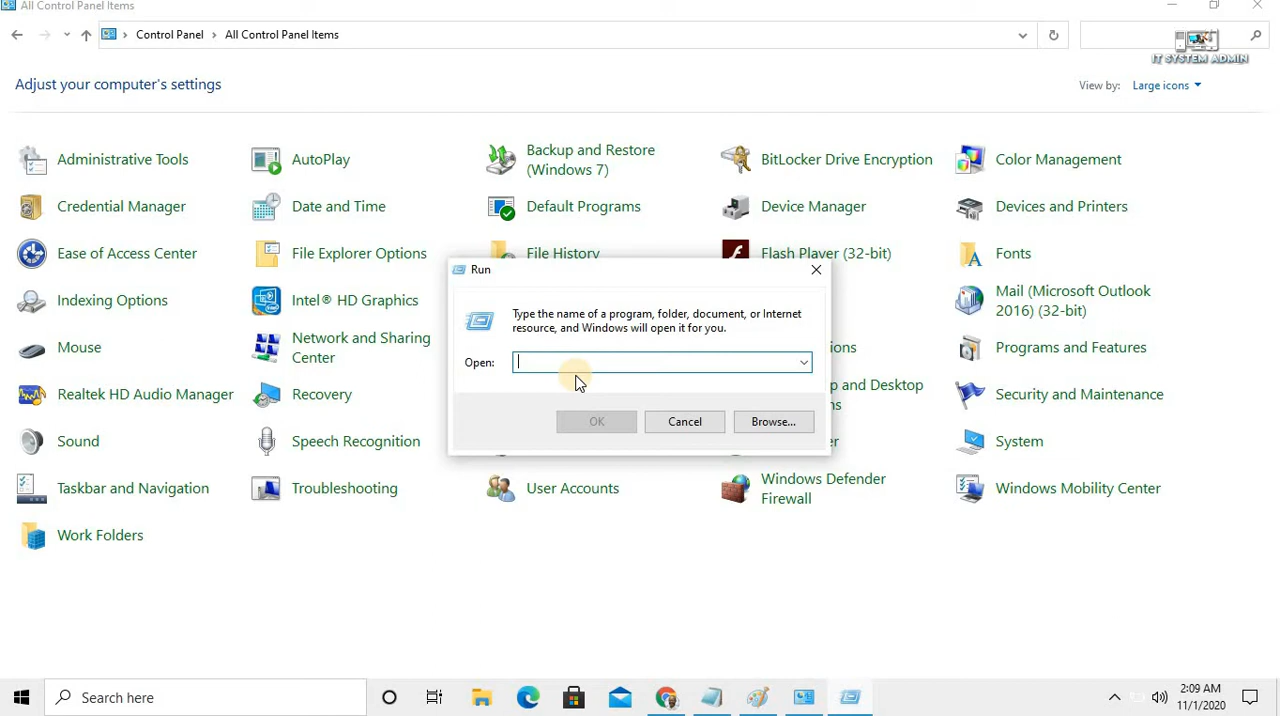 All Control Panel Items
Control Panel
All Control Panel Items
IT SYSTEM ADMIN
Adjust your computer's settings
View by:
Large icons
Administrative Tools
AutoPlay
Backup and Restore
(Windows 7)
BitLocker Drive Encryption
Color Management
Credential Manager
Date and Time
Default Programs
Device Manager
Devices and Printers
Ease of Access Center
File Explorer Options
File History
Flash Player (32-bit)
Fonts
Indexing Options
Intel® HD Graphics
Mail (Microsoft Outlook
2016) (32-bit)
Mouse
Network and Sharing
Center
Programs and Features
Realtek HD Audio Manager
Recovery
and Desktop
Security and Maintenance
Sound
Speech Recognition
System
Taskbar and Navigation
Troubleshooting
User Accounts
Windows Defender
Firewall
Windows Mobility Center
Work Folders
Run
Type the name of a program, folder, document, or Internet
resource, and Windows will open it for you.
Open:
OK
Cancel
Browse...
Search here
2:09 AM
11/1/2020